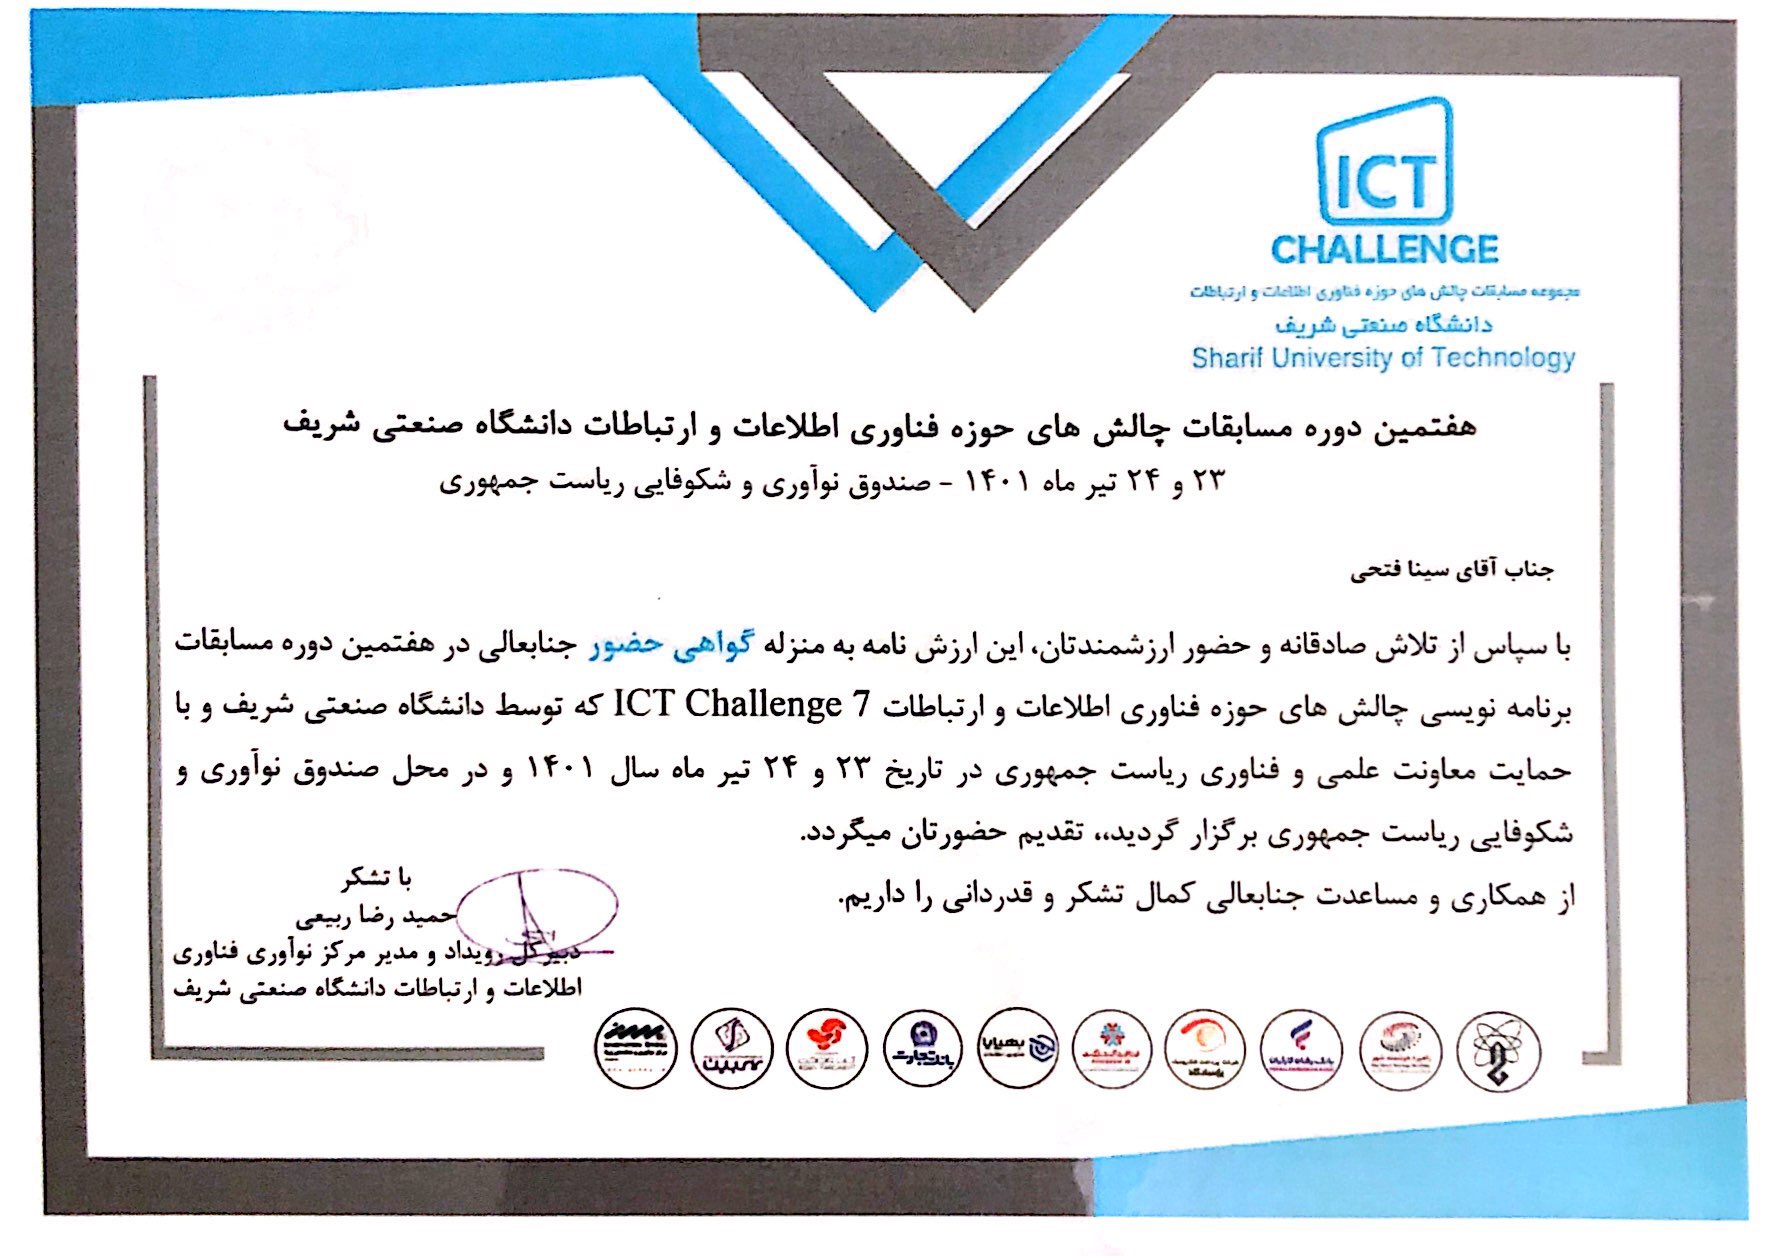 ICT
CHALLENGE
مجموعه مسابقات چالش های حوزه فناوری اطلاعات و ارتباطات
دانشگاه صنعتی شریف
Sharif University of Technology
هفتمین دوره مسابقات چالش های حوزه فناوری اطلاعات و ارتباطات دانشگاه صنعتی شریف
۲۳ و ۲۴ تیر ماه ۱۴۰۱ - صندوق نوآوری و شکوفایی ریاست جمهوری
جناب آقای سینا فتحی
با سپاس از تلاش صادقانه و حضور ارزشمندتان، این ارزش نامه به منزله گواهی حضور جنابعالی در هفتمین دوره مسابقات
برنامه نویسی چالش های حوزه فناوری اطلاعات و ارتباطات ICT Challenge 7 که توسط دانشگاه صنعتی شریف و با
حمایت معاونت علمی و فناوری ریاست جمهوری در تاریخ ۲۳ و ۲۴ تیر ماه سال ۱۴۰۱ و در محل صندوق نوآوری و
شکوفایی ریاست جمهوری برگزار گردید،، تقدیم حضورتان میگردد.
از همکاری و مساعدت جنابعالی کمال تشکر و قدردانی را داریم.
با تشکر
حمید رضا ربیعی
دبیر کل رویداد و مدیر مرکز نوآوری فناوری
اطلاعات و ارتباطات دانشگاه صنعتی شریف
بهپایا
بانک تجارت